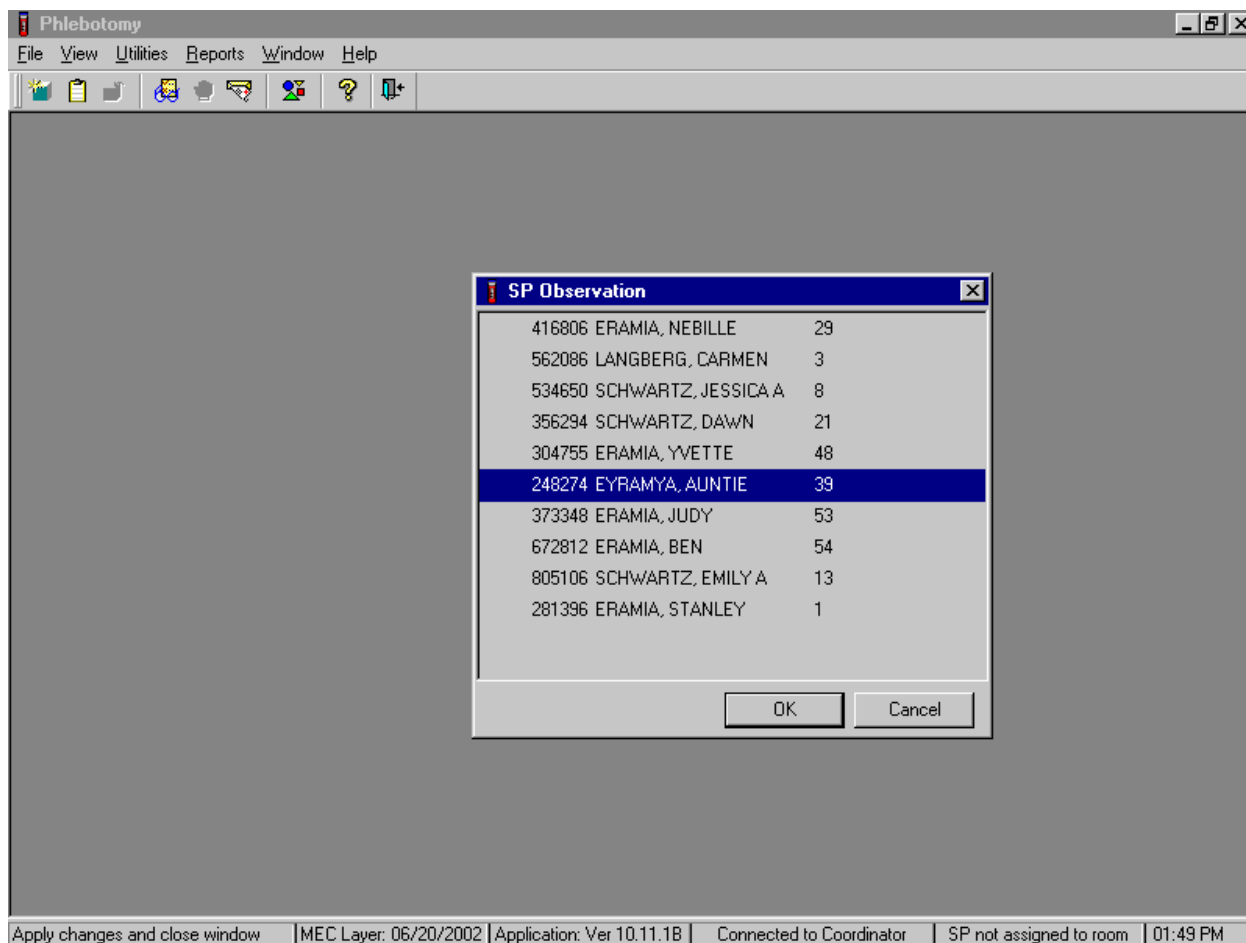 Phlebotomy
File View Utilities Reports Window Help
SP Observation
416806 ERAMIA, NEBILLE 29
562086 LANGBERG, CARMEN 3
534650 SCHWARTZ, JESSICA A 8
356294 SCHWARTZ, DAWN 21
304755 ERAMIA, YVETTE 48
248274 EYRAMYA, AUNTIE 39
373348 ERAMIA, JUDY 53
672812 ERAMIA, BEN 54
805106 SCHWARTZ, EMILY A 13
281396 ERAMIA, STANLEY 1
OK Cancel
Apply changes and close window MEC Layer: 06/20/2002 Application: Ver 10.11.1B Connected to Coordinator SP not assigned to room 01:49 PM